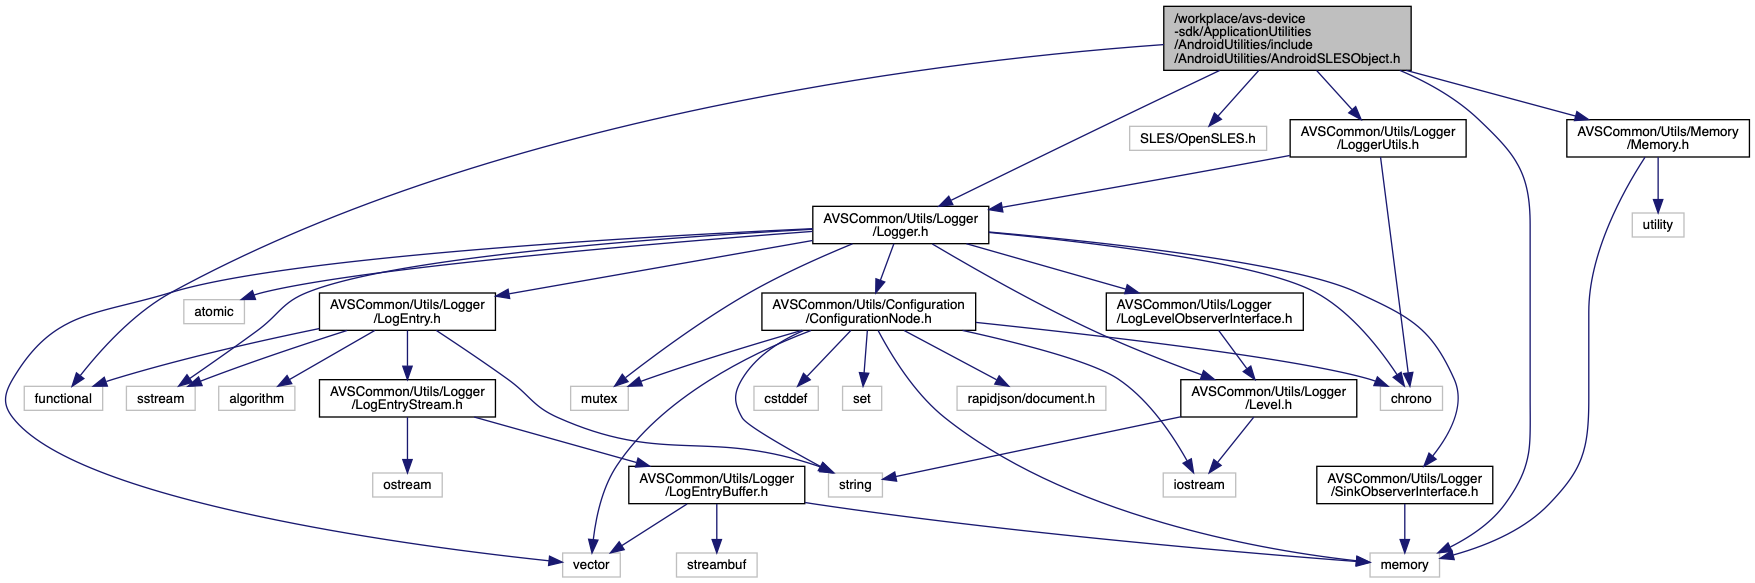 /workplace/avs-device
-sdk/ApplicationUtilities
/AndroidUtilities/include
/AndroidUtilities/AndroidSLESObject.h
SLES/OpenSLES.h
AVSCommon/Utils/Logger
/LoggerUtils.h
AVSCommon/Utils/Memory
/Memory.h
AVSCommon/Utils/Logger
/Logger.h
utility
atomic
AVSCommon/Utils/Logger
/LogEntry.h
AVSCommon/Utils/Configuration
/ConfigurationNode.h
AVSCommon/Utils/Logger
/LogLevelObserverInterface.h
functional
sstream
algorithm
AVSCommon/Utils/Logger
/LogEntryStream.h
mutex
cstddef
set
rapidjson/document.h
AVSCommon/Utils/Logger
/Level.h
chrono
ostream
AVSCommon/Utils/Logger
/LogEntryBuffer.h
string
iostream
AVSCommon/Utils/Logger
/SinkObserverInterface.h
vector
streambuf
memory